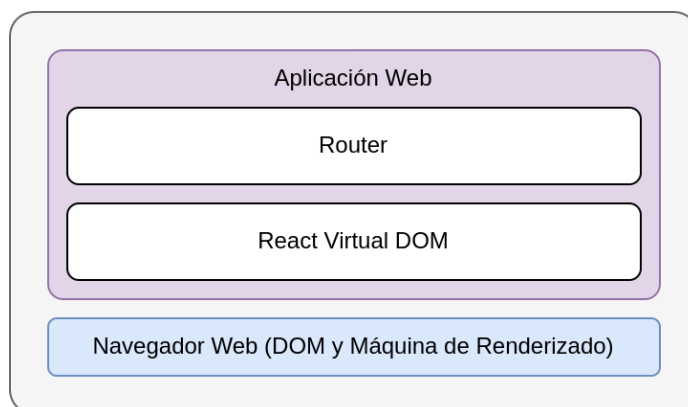 Aplicación Web
Router
React Virtual DOM
Navegador Web (DOM y Máquina de Renderizado)